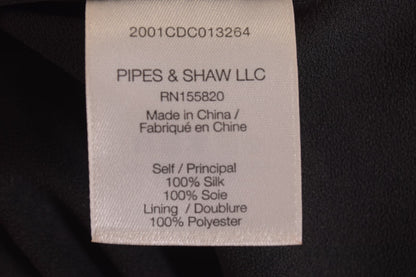 2001CDC013264
PIPES & SHAW LLC
RN155820
Made in China /
Fabriqué en Chine
Self / Principal
100% Silk
100% Soie
Lining / Doublure
100% Polyester